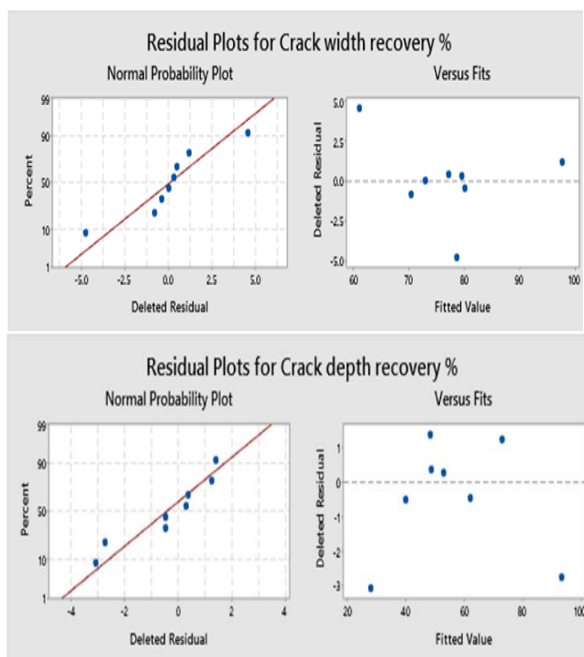 Residual Plots for Crack width recovery %
Normal Probability Plot
Versus Fits
99
90
50
10
1
Percent
-5.0
-2.5
0.0
2.5
5.0
Deleted Residual
5.0
2.5
0.0
-2.5
-5.0
Deleted Residual
60
70
80
90
100
Fitted Value
Residual Plots for Crack depth recovery %
Normal Probability Plot
Versus Fits
99
90
50
10
1
Percent
-4
-2
0
2
4
Deleted Residual
1
0
-1
-2
-3
Deleted Residual
20
40
60
80
100
Fitted Value